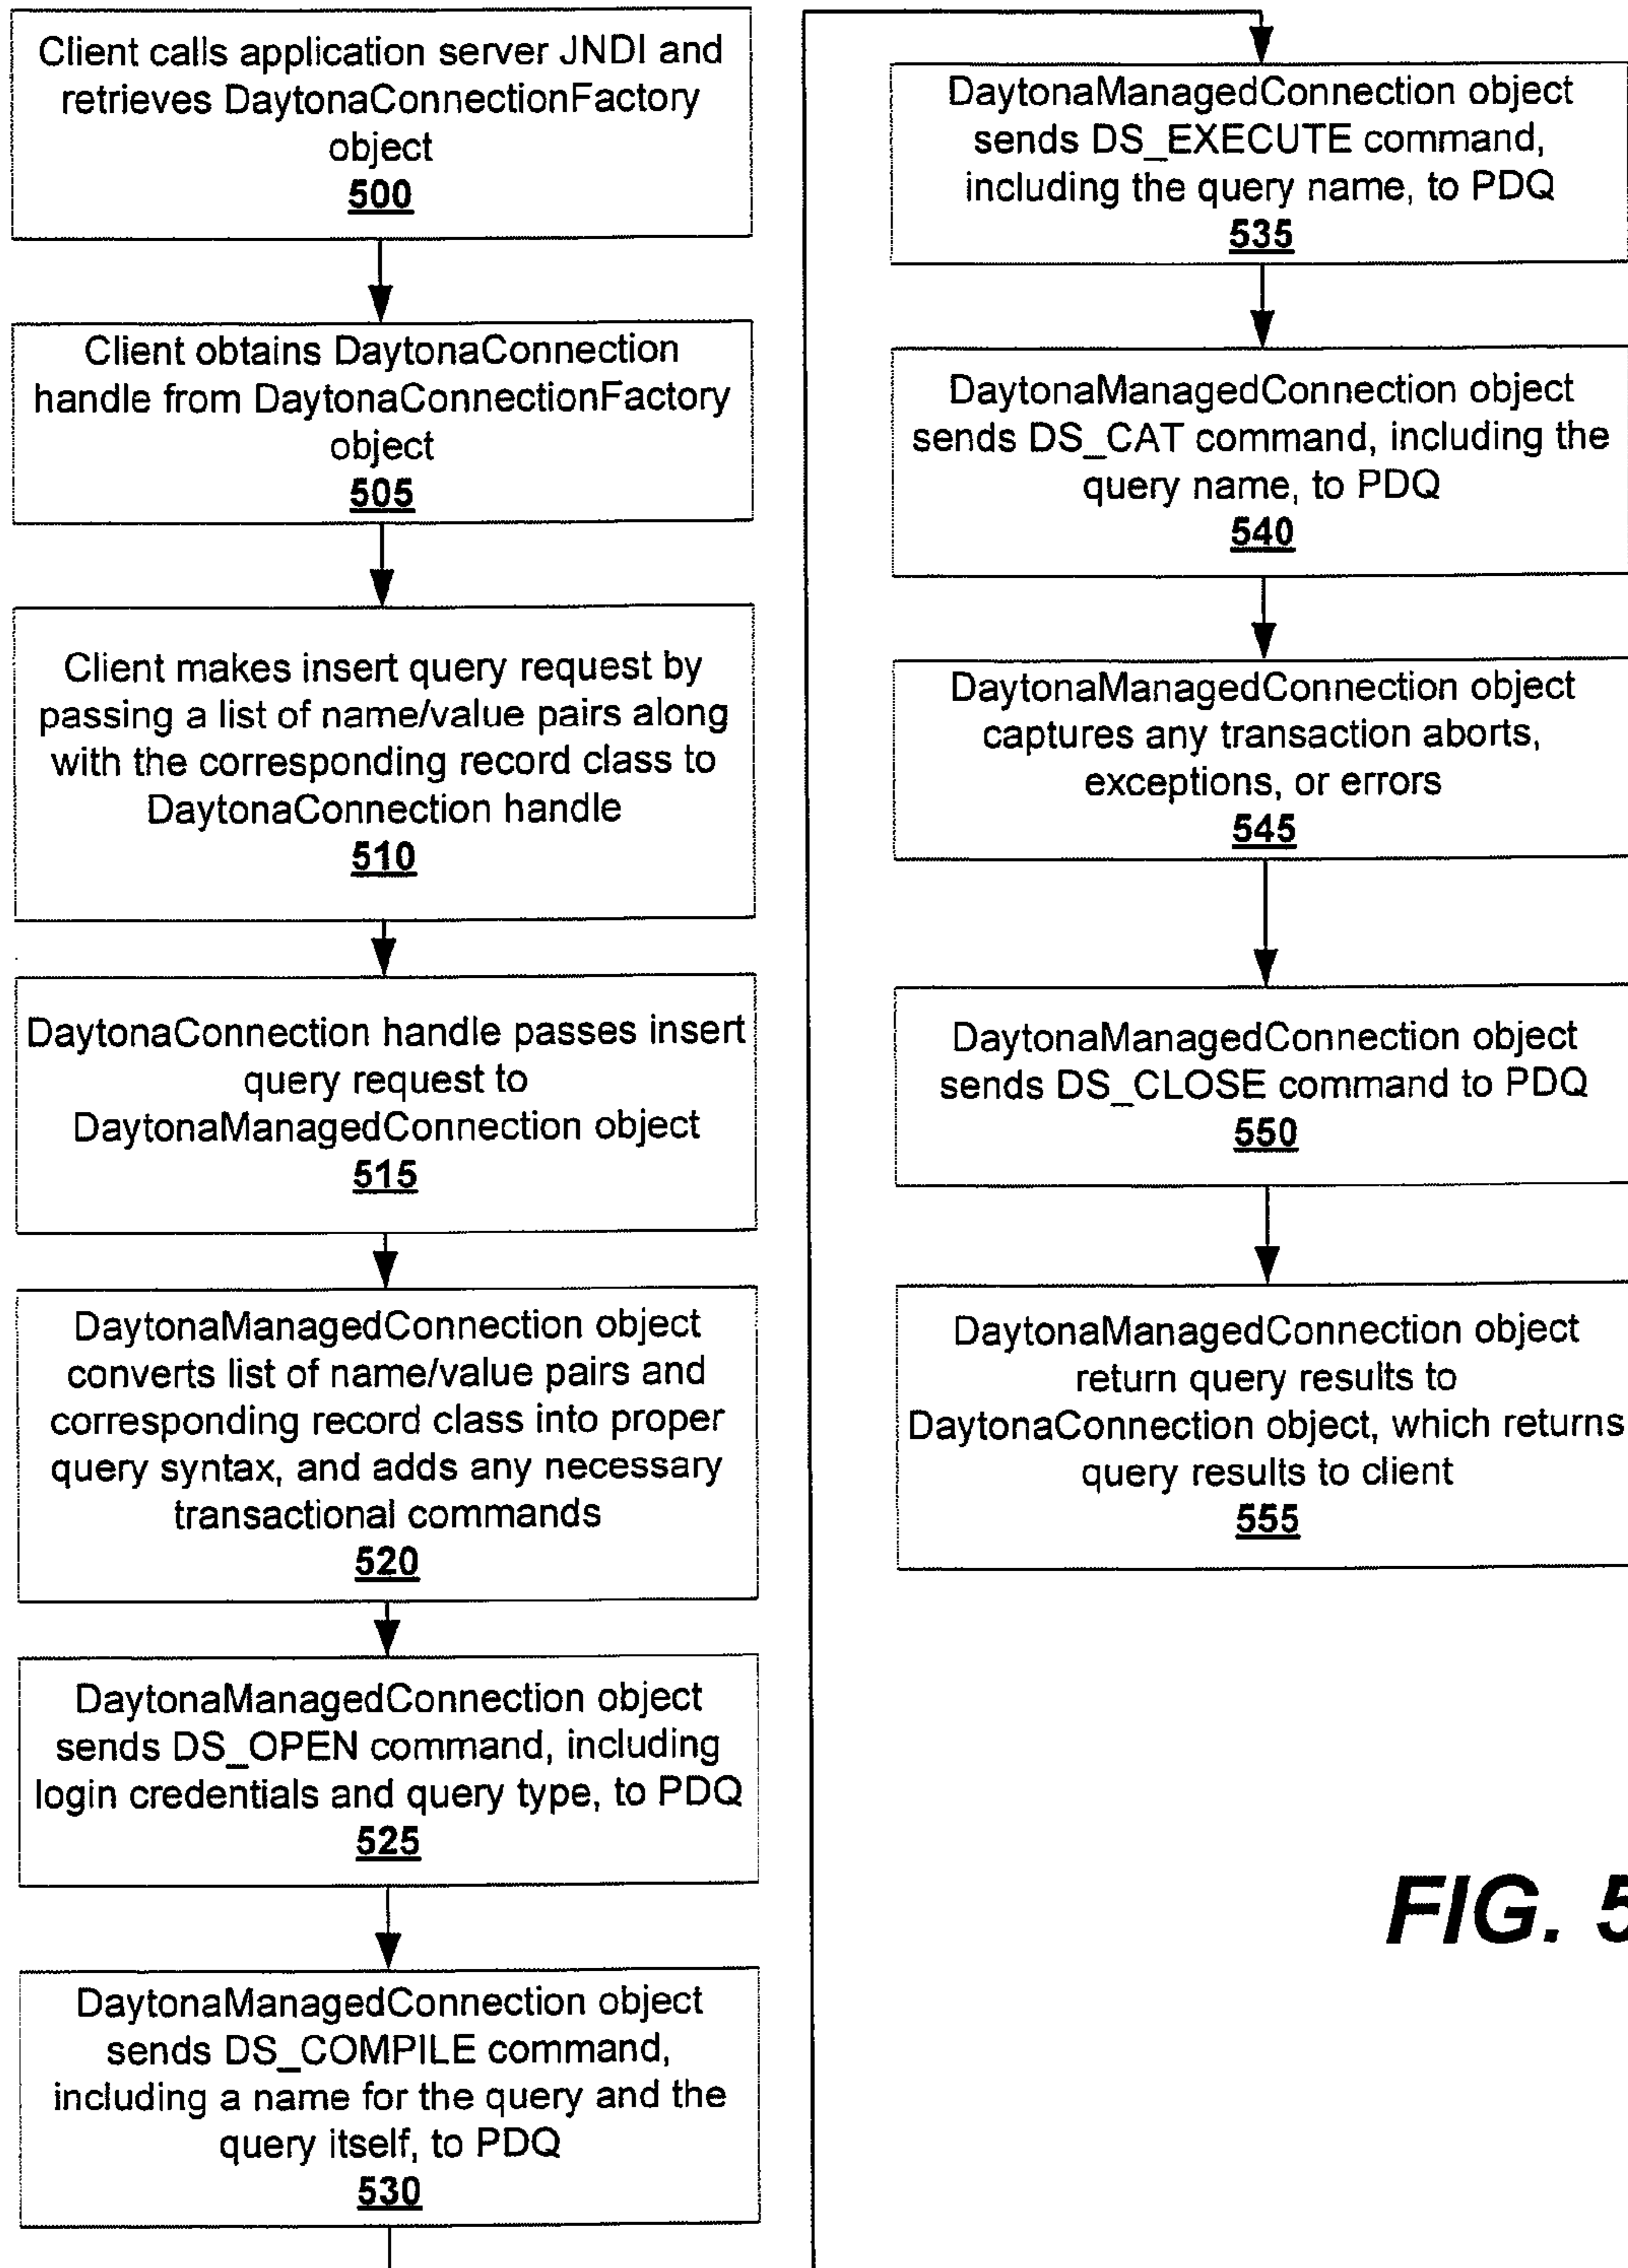 Client calls application server JNDI and
retrieves DaytonaConnectionFactory
object
500
Client obtains DaytonaConnection
handle from DaytonaConnectionFactory
object
505
Client makes insert query request by
passing a list of name/value pairs along
with the corresponding record class to
DaytonaConnection handle
510
DaytonaConnection handle passes insert
query request to
DaytonaManagedConnection object
515
DaytonaManagedConnection object
converts list of name/value pairs and
corresponding record class into proper
query syntax, and adds any necessary
transactional commands
520
DaytonaManagedConnection object
sends DS_OPEN command, including
login credentials and query type, to PDQ
525
DaytonaManagedConnection object
sends DS_COMPILE command,
including a name for the query and the
query itself, to PDQ
530
DaytonaManagedConnection object
sends DS_EXECUTE command,
including the query name, to PDQ
535
DaytonaManagedConnection object
sends DS_CAT command, including the
query name, to PDQ
540
DaytonaManagedConnection object
captures any transaction aborts,
exceptions, or errors
545
DaytonaManagedConnection object
sends DS_CLOSE command to PDQ
550
DaytonaManagedConnection object
return query results to
DaytonaConnection object, which returns
query results to client
555
FIG. 5